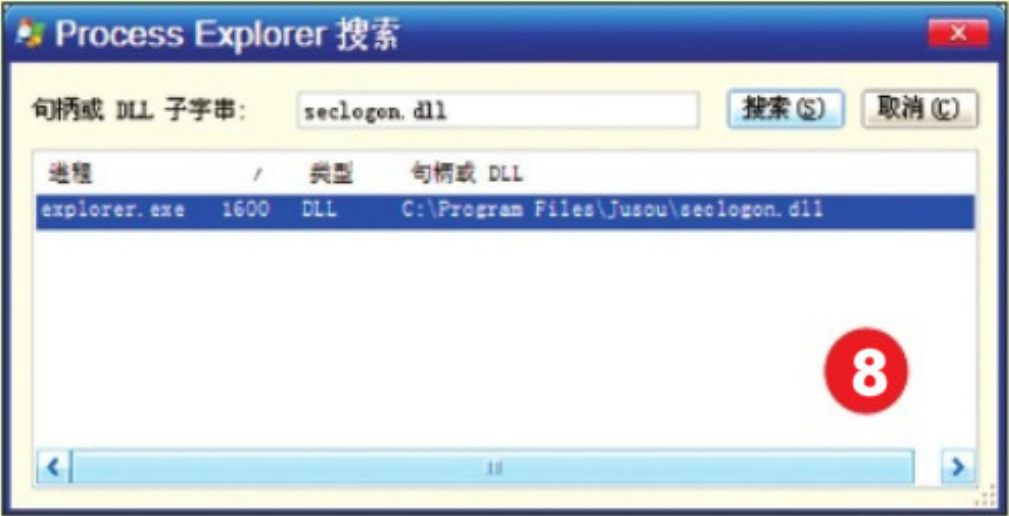 Process Explorer 搜索
句柄或 DLL 子字串: seclogon.dll 搜索(S) 取消(C)
进程 / 类型 句柄或 DLL
explorer.exe 1600 DLL C:\Program Files\Jusou\seclogon.dll
8